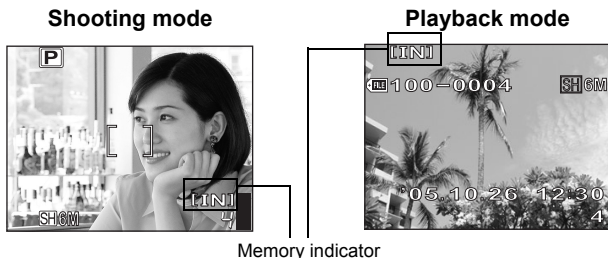 Shooting mode
P
[IN]
SH 6M
4
Playback mode
[IN]
FILE 100-0004
SH 6M
'05.10.26 12:30
4
Memory indicator